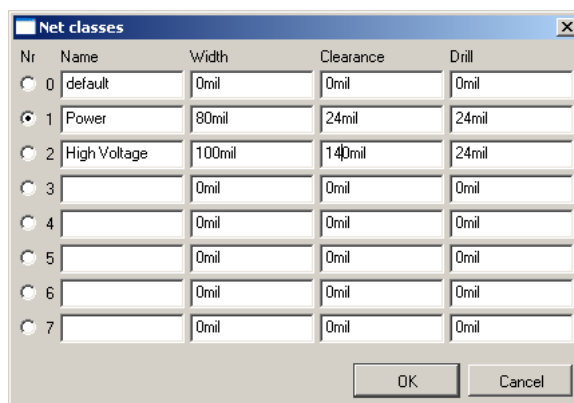 Net classes
Nr Name Width Clearance Drill
0 default 0mil 0mil 0mil
1 Power 80mil 24mil 24mil
2 High Voltage 100mil 140mil 24mil
3 0mil 0mil 0mil
4 0mil 0mil 0mil
5 0mil 0mil 0mil
6 0mil 0mil 0mil
7 0mil 0mil 0mil
OK Cancel